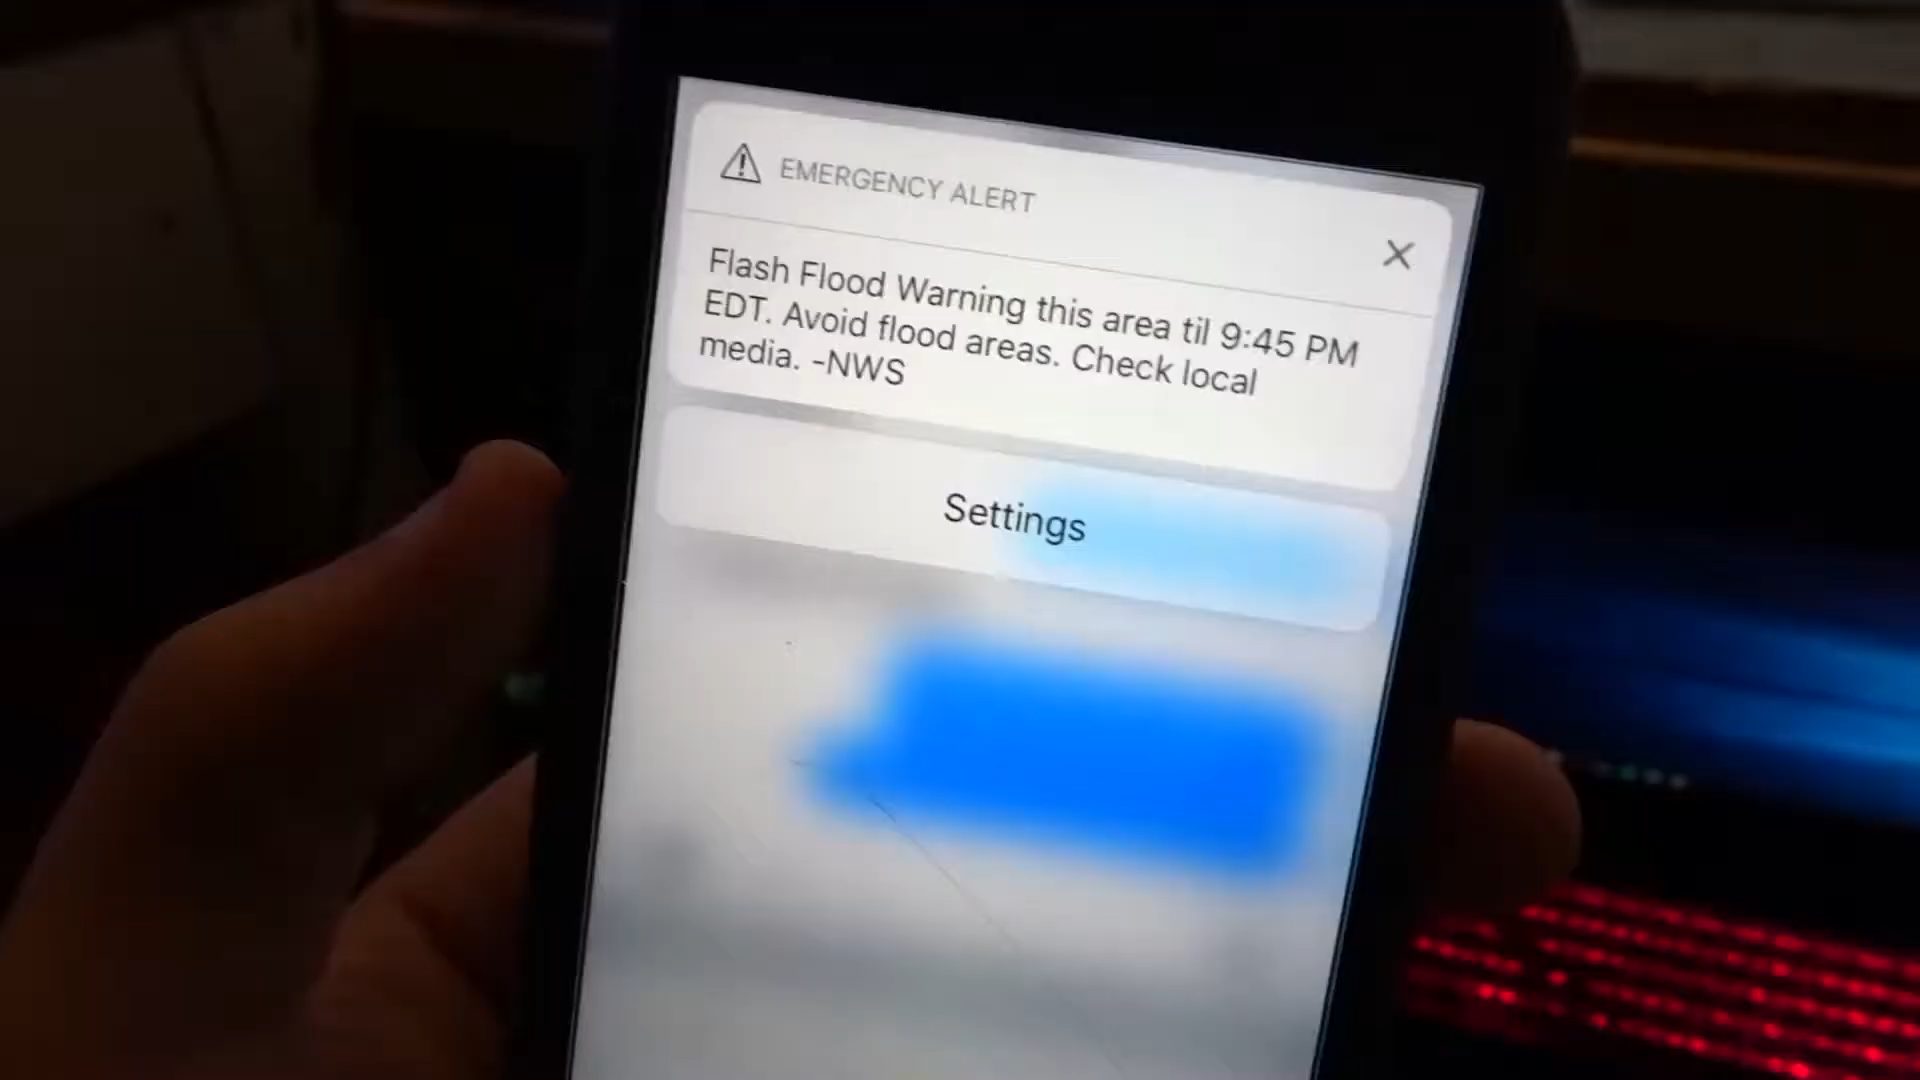 EMERGENCY ALERT
Flash Flood Warning this area til 9:45 PM
EDT. Avoid flood areas. Check local
media. -NWS
Settings